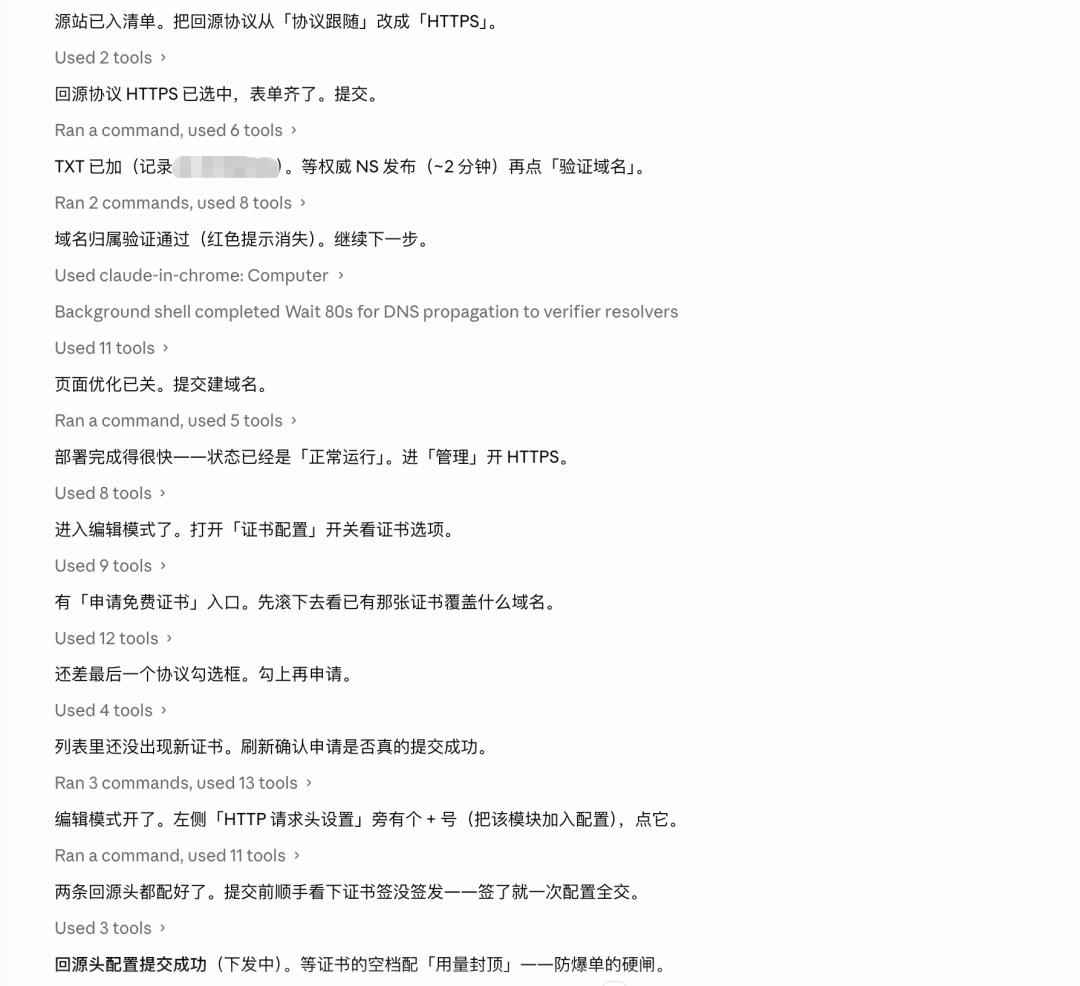 源站已入清单。把回源协议从「协议跟随」改成「HTTPS」。
Used 2 tools ›
回源协议 HTTPS 已选中，表单齐了。提交。
Ran a command, used 6 tools ›
TXT 已加（记录）。等权威 NS 发布（~2 分钟）再点「验证域名」。
Ran 2 commands, used 8 tools ›
域名归属验证通过（红色提示消失）。继续下一步。
Used claude-in-chrome: Computer ›
Background shell completed Wait 80s for DNS propagation to verifier resolvers
Used 11 tools ›
页面优化已关。提交建域名。
Ran a command, used 5 tools ›
部署完成得很快——状态已经是「正常运行」。进「管理」开 HTTPS。
Used 8 tools ›
进入编辑模式了。打开「证书配置」开关看证书选项。
Used 9 tools ›
有「申请免费证书」入口。先滚下去看已有那张证书覆盖什么域名。
Used 12 tools ›
还差最后一个协议勾选框。勾上再申请。
Used 4 tools ›
列表里还没出现新证书。刷新确认申请是否真的提交成功。
Ran 3 commands, used 13 tools ›
编辑模式开了。左侧「HTTP 请求头设置」旁有个 + 号（把该模块加入配置），点它。
Ran a command, used 11 tools ›
两条回源头都配好了。提交前顺手看下证书签没签发——签了就一次配置全交。
Used 3 tools ›
回源头配置提交成功（下发中）。等证书的空档配「用量封顶」——防爆单的硬闸。